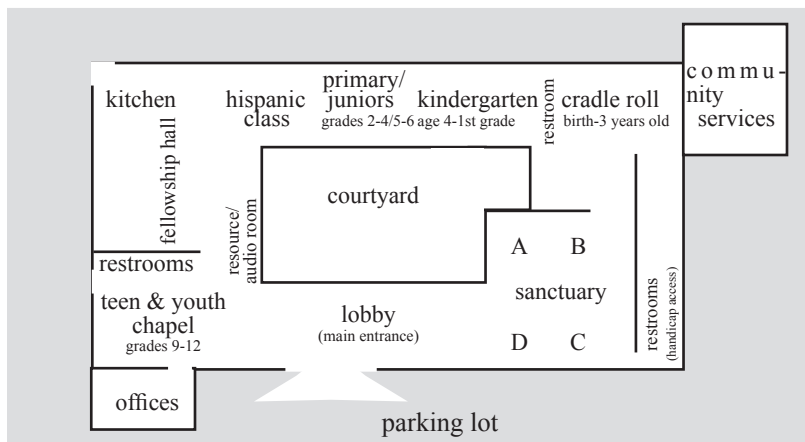 kitchen
fellowship hall
hispanic
class
primary/
juniors
grades 2-4/5-6
kindergarten
age 4-1st grade
restroom
cradle roll
birth-3 years old
commu-
nity
services
courtyard
resource/
audio room
restrooms
teen & youth
chapel
grades 9-12
offices
lobby
(main entrance)
A B
sanctuary
D C
restrooms
(handicap access)
parking lot